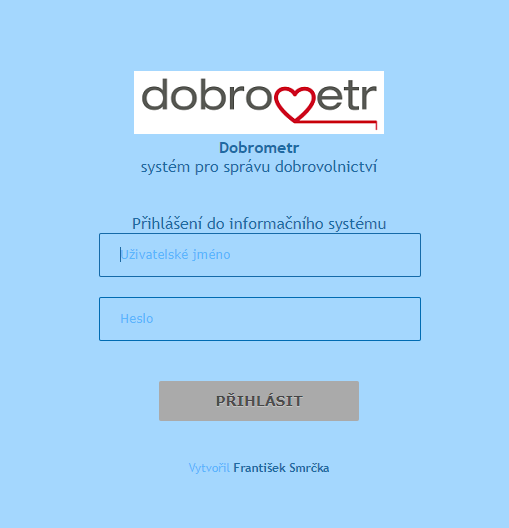 dobrometr
Dobrometr
systém pro správu dobrovolnictví
Přihlášení do informačního systému
Uživatelské jméno
Heslo
PŘIHLÁSIT
Vytvořil František Smrčka